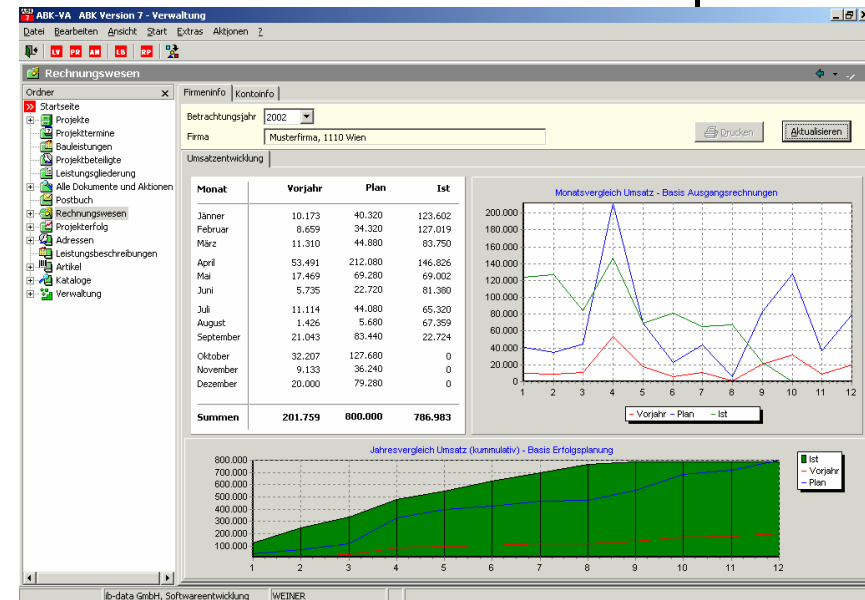 ABK 7 ABK-VA ABK Version 7 - Verwaltung
Datei Bearbeiten Ansicht Start Extras Aktionen ?
LV PR AN LB RP
Rechnungswesen
Ordner x
Startseite
Projekte
Projekttermine
Bauleistungen
Projektbeteiligte
Leistungsgliederung
Alle Dokumente und Aktionen
Postbuch
Rechnungswesen
Projekterfolg
Adressen
Leistungsbeschreibungen
Artikel
Kataloge
Verwaltung
Firmeninfo Kontoinfo
Betrachtungsjahr 2002
Firma Musterfirma, 1110 Wien
Drucken Aktualisieren
Umsatzentwicklung
Monat Vorjahr Plan Ist
Jänner 10.173 40.320 123.602
Februar 8.659 34.320 127.019
März 11.310 44.880 83.750
April 53.491 212.080 146.826
Mai 17.469 69.280 69.002
Juni 5.735 22.720 81.380
Juli 11.114 44.080 65.320
August 1.426 5.680 67.359
September 21.043 83.440 22.724
Oktober 32.207 127.680 0
November 9.133 36.240 0
Dezember 20.000 79.280 0
Summen 201.759 800.000 786.983
Monatsvergleich Umsatz - Basis Ausgangsrechnungen
200.000
180.000
160.000
140.000
120.000
100.000
80.000
60.000
40.000
20.000
0
1 2 3 4 5 6 7 8 9 10 11 12
Vorjahr Plan Ist
Jahresvergleich Umsatz (kummulativ) - Basis Erfolgsplanung
800.000
700.000
600.000
500.000
400.000
300.000
200.000
100.000
1 2 3 4 5 6 7 8 9 10 11 12
Ist
Vorjahr
Plan
ib-data GmbH, Softwareentwicklung WEINER